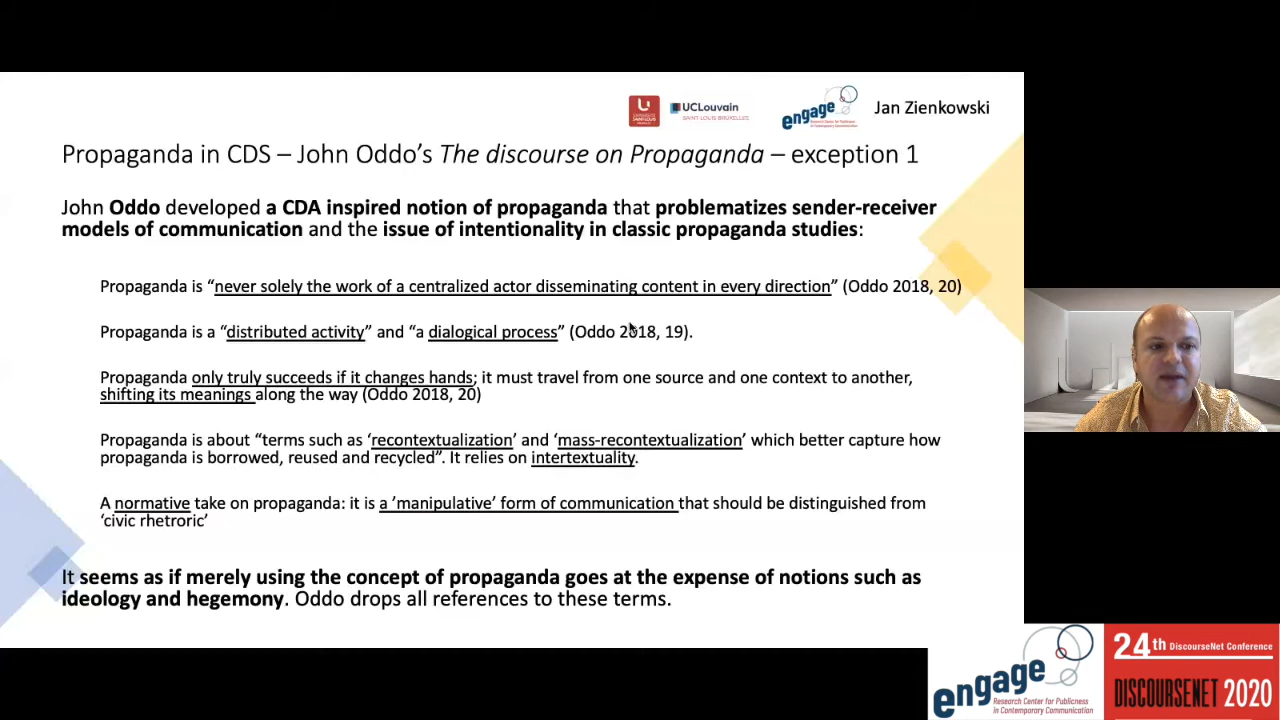 UCLouvain
SAINT-LOUIS BRUXELLES
engage
Jan Zienkowski
Propaganda in CDS – John Oddo's The discourse on Propaganda – exception 1
John Oddo developed a CDA inspired notion of propaganda that problematizes sender-receiver
models of communication and the issue of intentionality in classic propaganda studies:
Propaganda is “never solely the work of a centralized actor disseminating content in every direction” (Oddo 2018, 20)
Propaganda is a “distributed activity” and “a dialogical process” (Oddo 2018, 19).
Propaganda only truly succeeds if it changes hands; it must travel from one source and one context to another,
shifting its meanings along the way (Oddo 2018, 20)
Propaganda is about “terms such as ‘recontextualization’ and ‘mass-recontextualization’ which better capture how
propaganda is borrowed, reused and recycled”. It relies on intertextuality.
A normative take on propaganda: it is a ’manipulative’ form of communication that should be distinguished from
‘civic rhetroric’
It seems as if merely using the concept of propaganda goes at the expense of notions such as
ideology and hegemony. Oddo drops all references to these terms.
engage
Research Center for Publicness
in Contemporary Communication
24th DiscourseNet Conference
DISCOURSENET 2020